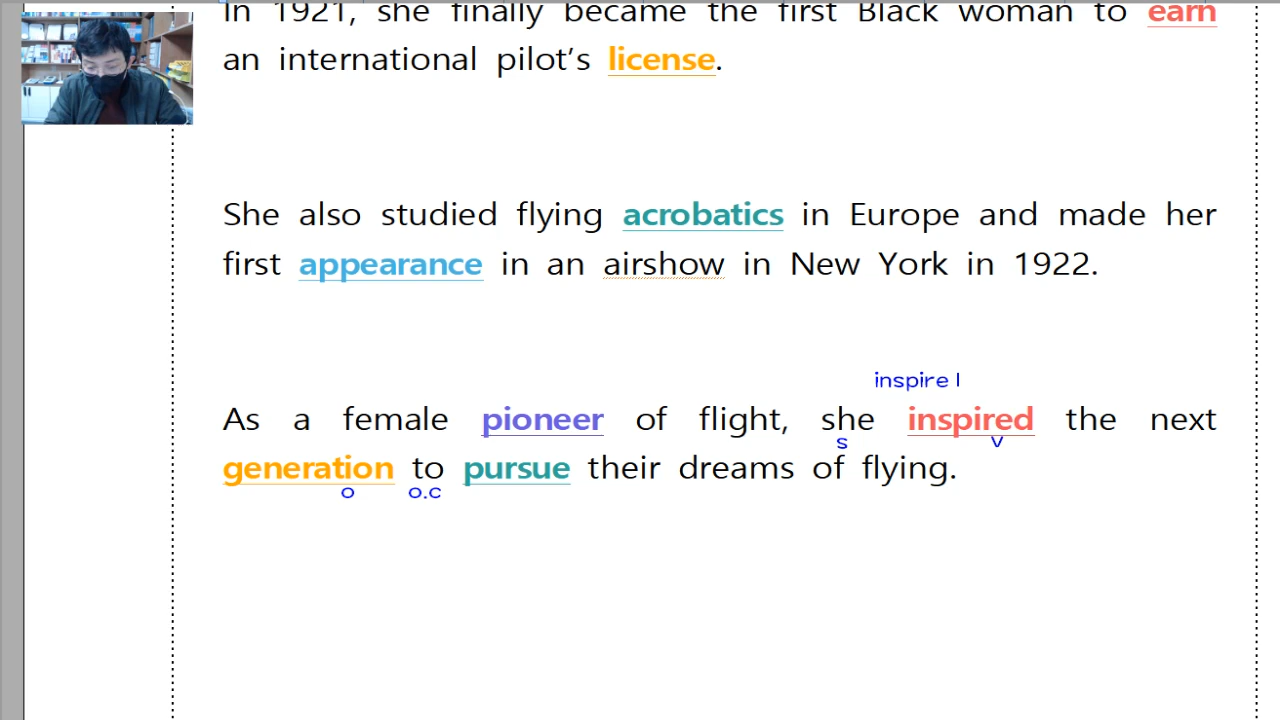 In 1921, she finally became the first Black woman to earn
an international pilot's license.
She also studied flying acrobatics in Europe and made her
first appearance in an airshow in New York in 1922.
inspire I
As a female pioneer of flight, she inspired the next
s v
generation to pursue their dreams of flying.
o o.c